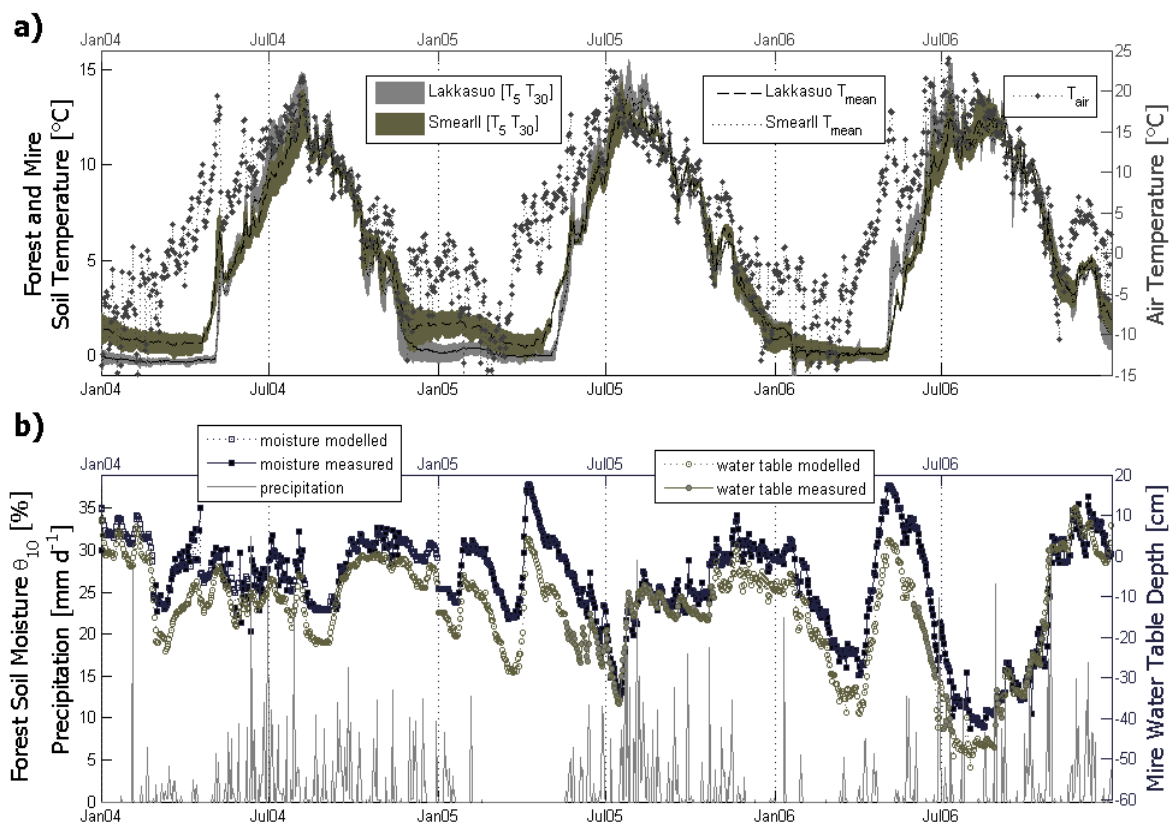 a)
Jan04 Jul04 Jan05 Jul05 Jan06 Jul06
15
10
5
0
Forest and Mire
Soil Temperature [°C]
Lakkasuo [T5 T30]
SmearII [T5 T30]
Lakkasuo Tmean
SmearII Tmean
Tair
25
20
15
10
5
0
-5
-10
-15
Air Temperature [°C]
Jan04 Jul04 Jan05 Jul05 Jan06 Jul06
b)
Jan04 Jan05 Jul05 Jul06
moisture modelled
moisture measured
precipitation
water table modelled
water table measured
35
30
25
20
15
10
5
0
Forest Soil Moisture θ10 [%]
Precipitation [mm d-1]
20
10
0
-10
-20
-30
-40
-50
-60
Mire Water Table Depth [cm]
Jan04 Jul04 Jan05 Jul05 Jan06 Jul06